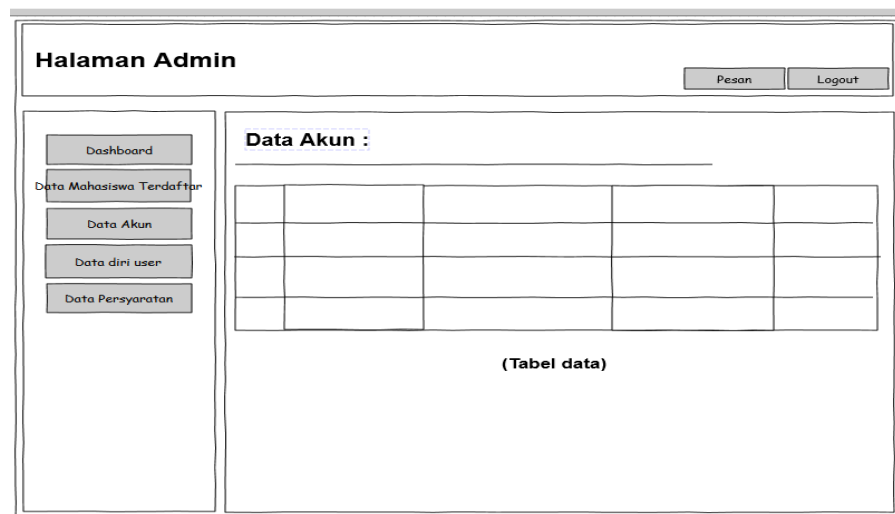 Halaman Admin
Pesan
Logout
Dashboard
Data Mahasiswa Terdaftar
Data Akun
Data diri user
Data Persyaratan
Data Akun :
(Tabel data)